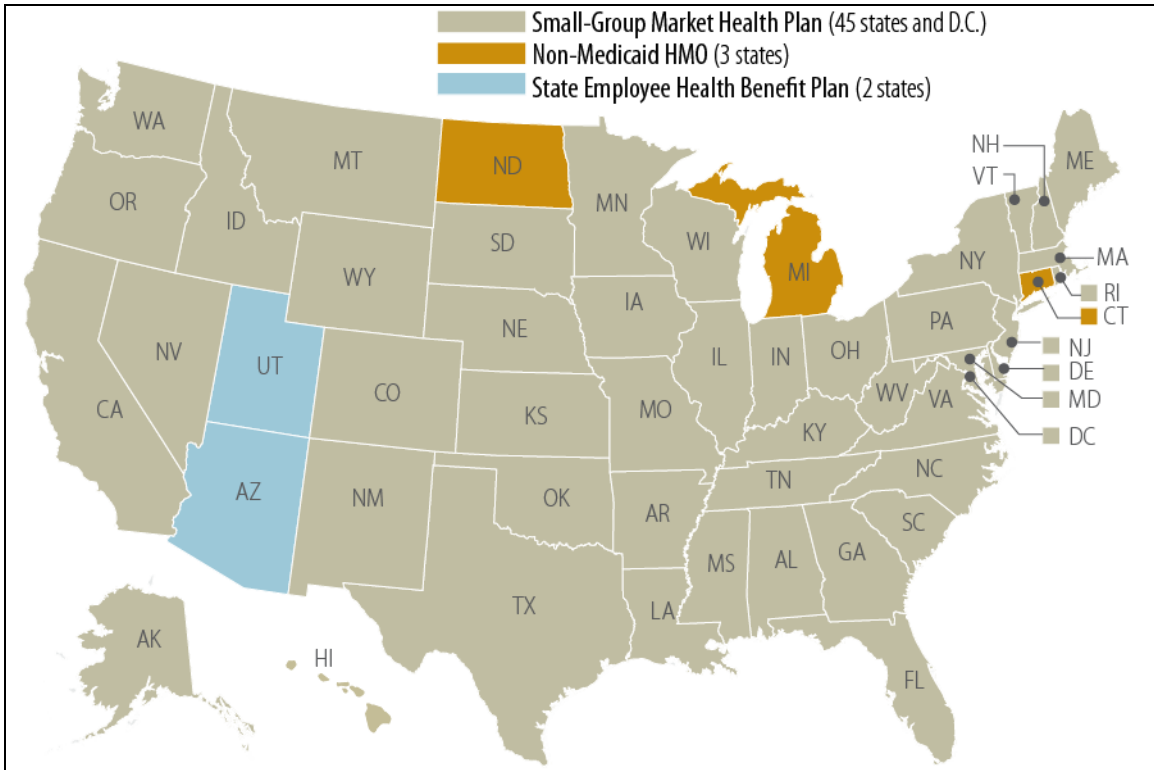 Small-Group Market Health Plan (45 states and D.C.)
Non-Medicaid HMO (3 states)
State Employee Health Benefit Plan (2 states)
WA
MT
ND
MN
NH
VT
ME
OR
ID
SD
WI
MI
NY
MA
RI
CT
WY
IA
NE
PA
NJ
DE
MD
DC
NV
UT
CO
IL
IN
OH
WV
VA
CA
KS
MO
KY
AZ
NM
OK
AR
TN
NC
SC
MS
AL
GA
TX
LA
AK
HI
FL